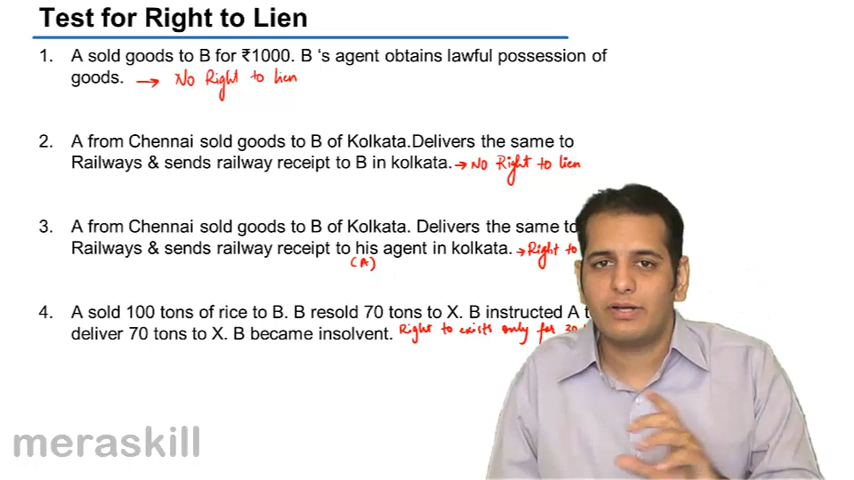 Test for Right to Lien
1. A sold goods to B for ₹1000. B 's agent obtains lawful possession of
goods. → No Right to lien
2. A from Chennai sold goods to B of Kolkata.Delivers the same to
Railways & sends railway receipt to B in kolkata. → No Right to lien
3. A from Chennai sold goods to B of Kolkata. Delivers the same to
Railways & sends railway receipt to his agent in kolkata. → Right to
(A)
4. A sold 100 tons of rice to B. B resold 70 tons to X. B instructed A
deliver 70 tons to X. B became insolvent. Right to exists only for
meraskill